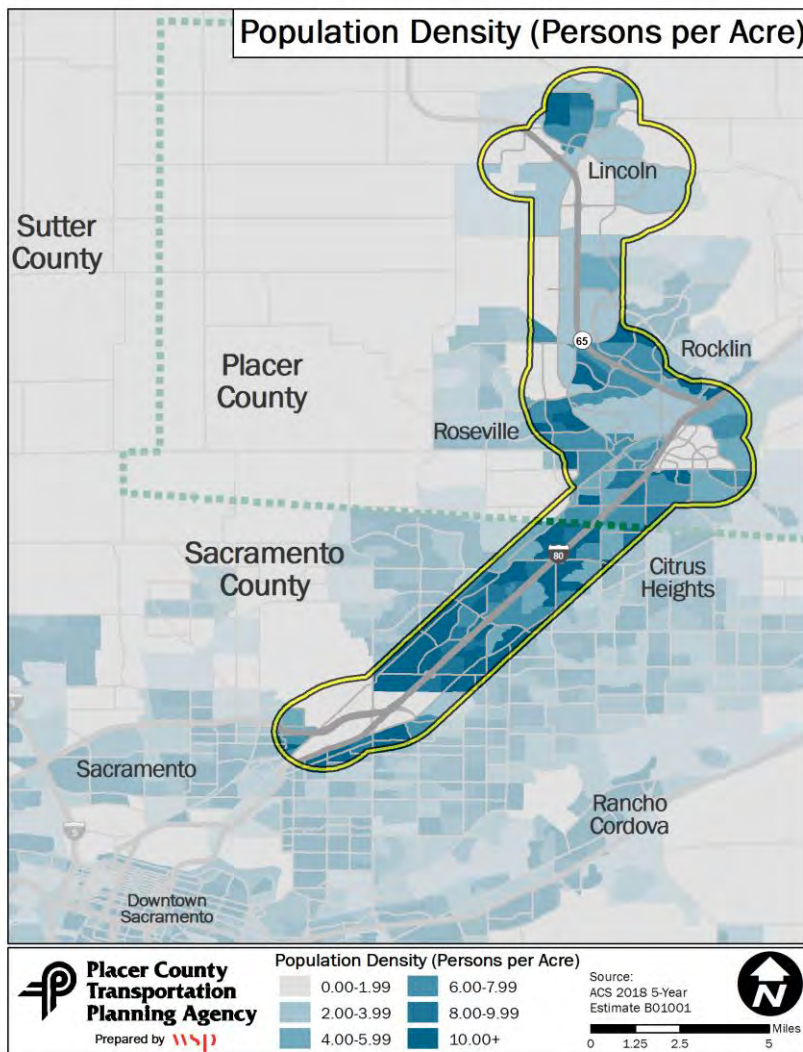 Population Density (Persons per Acre)
Lincoln
Sutter
County
65
Rocklin
Placer
County
Roseville
Sacramento
County
80
Citrus
Heights
Sacramento
Rancho
Cordova
5
Downtown
Sacramento
Placer County
Transportation
Planning Agency
Prepared by wsp
Population Density (Persons per Acre)
0.00-1.99
2.00-3.99
4.00-5.99
6.00-7.99
8.00-9.99
10.00+
Source:
ACS 2018 5-Year
Estimate B01001
N
Miles
0 1.25 2.5 5